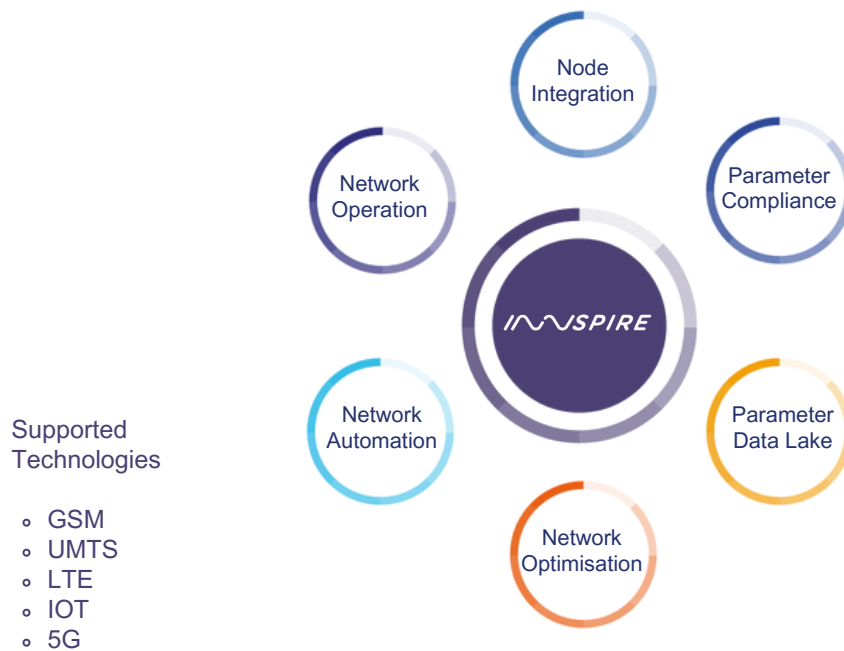 Node
Integration
Parameter
Compliance
Network
Operation
INNSPIRE
Network
Automation
Parameter
Data Lake
Network
Optimisation
Supported
Technologies
GSM
UMTS
LTE
IOT
5G